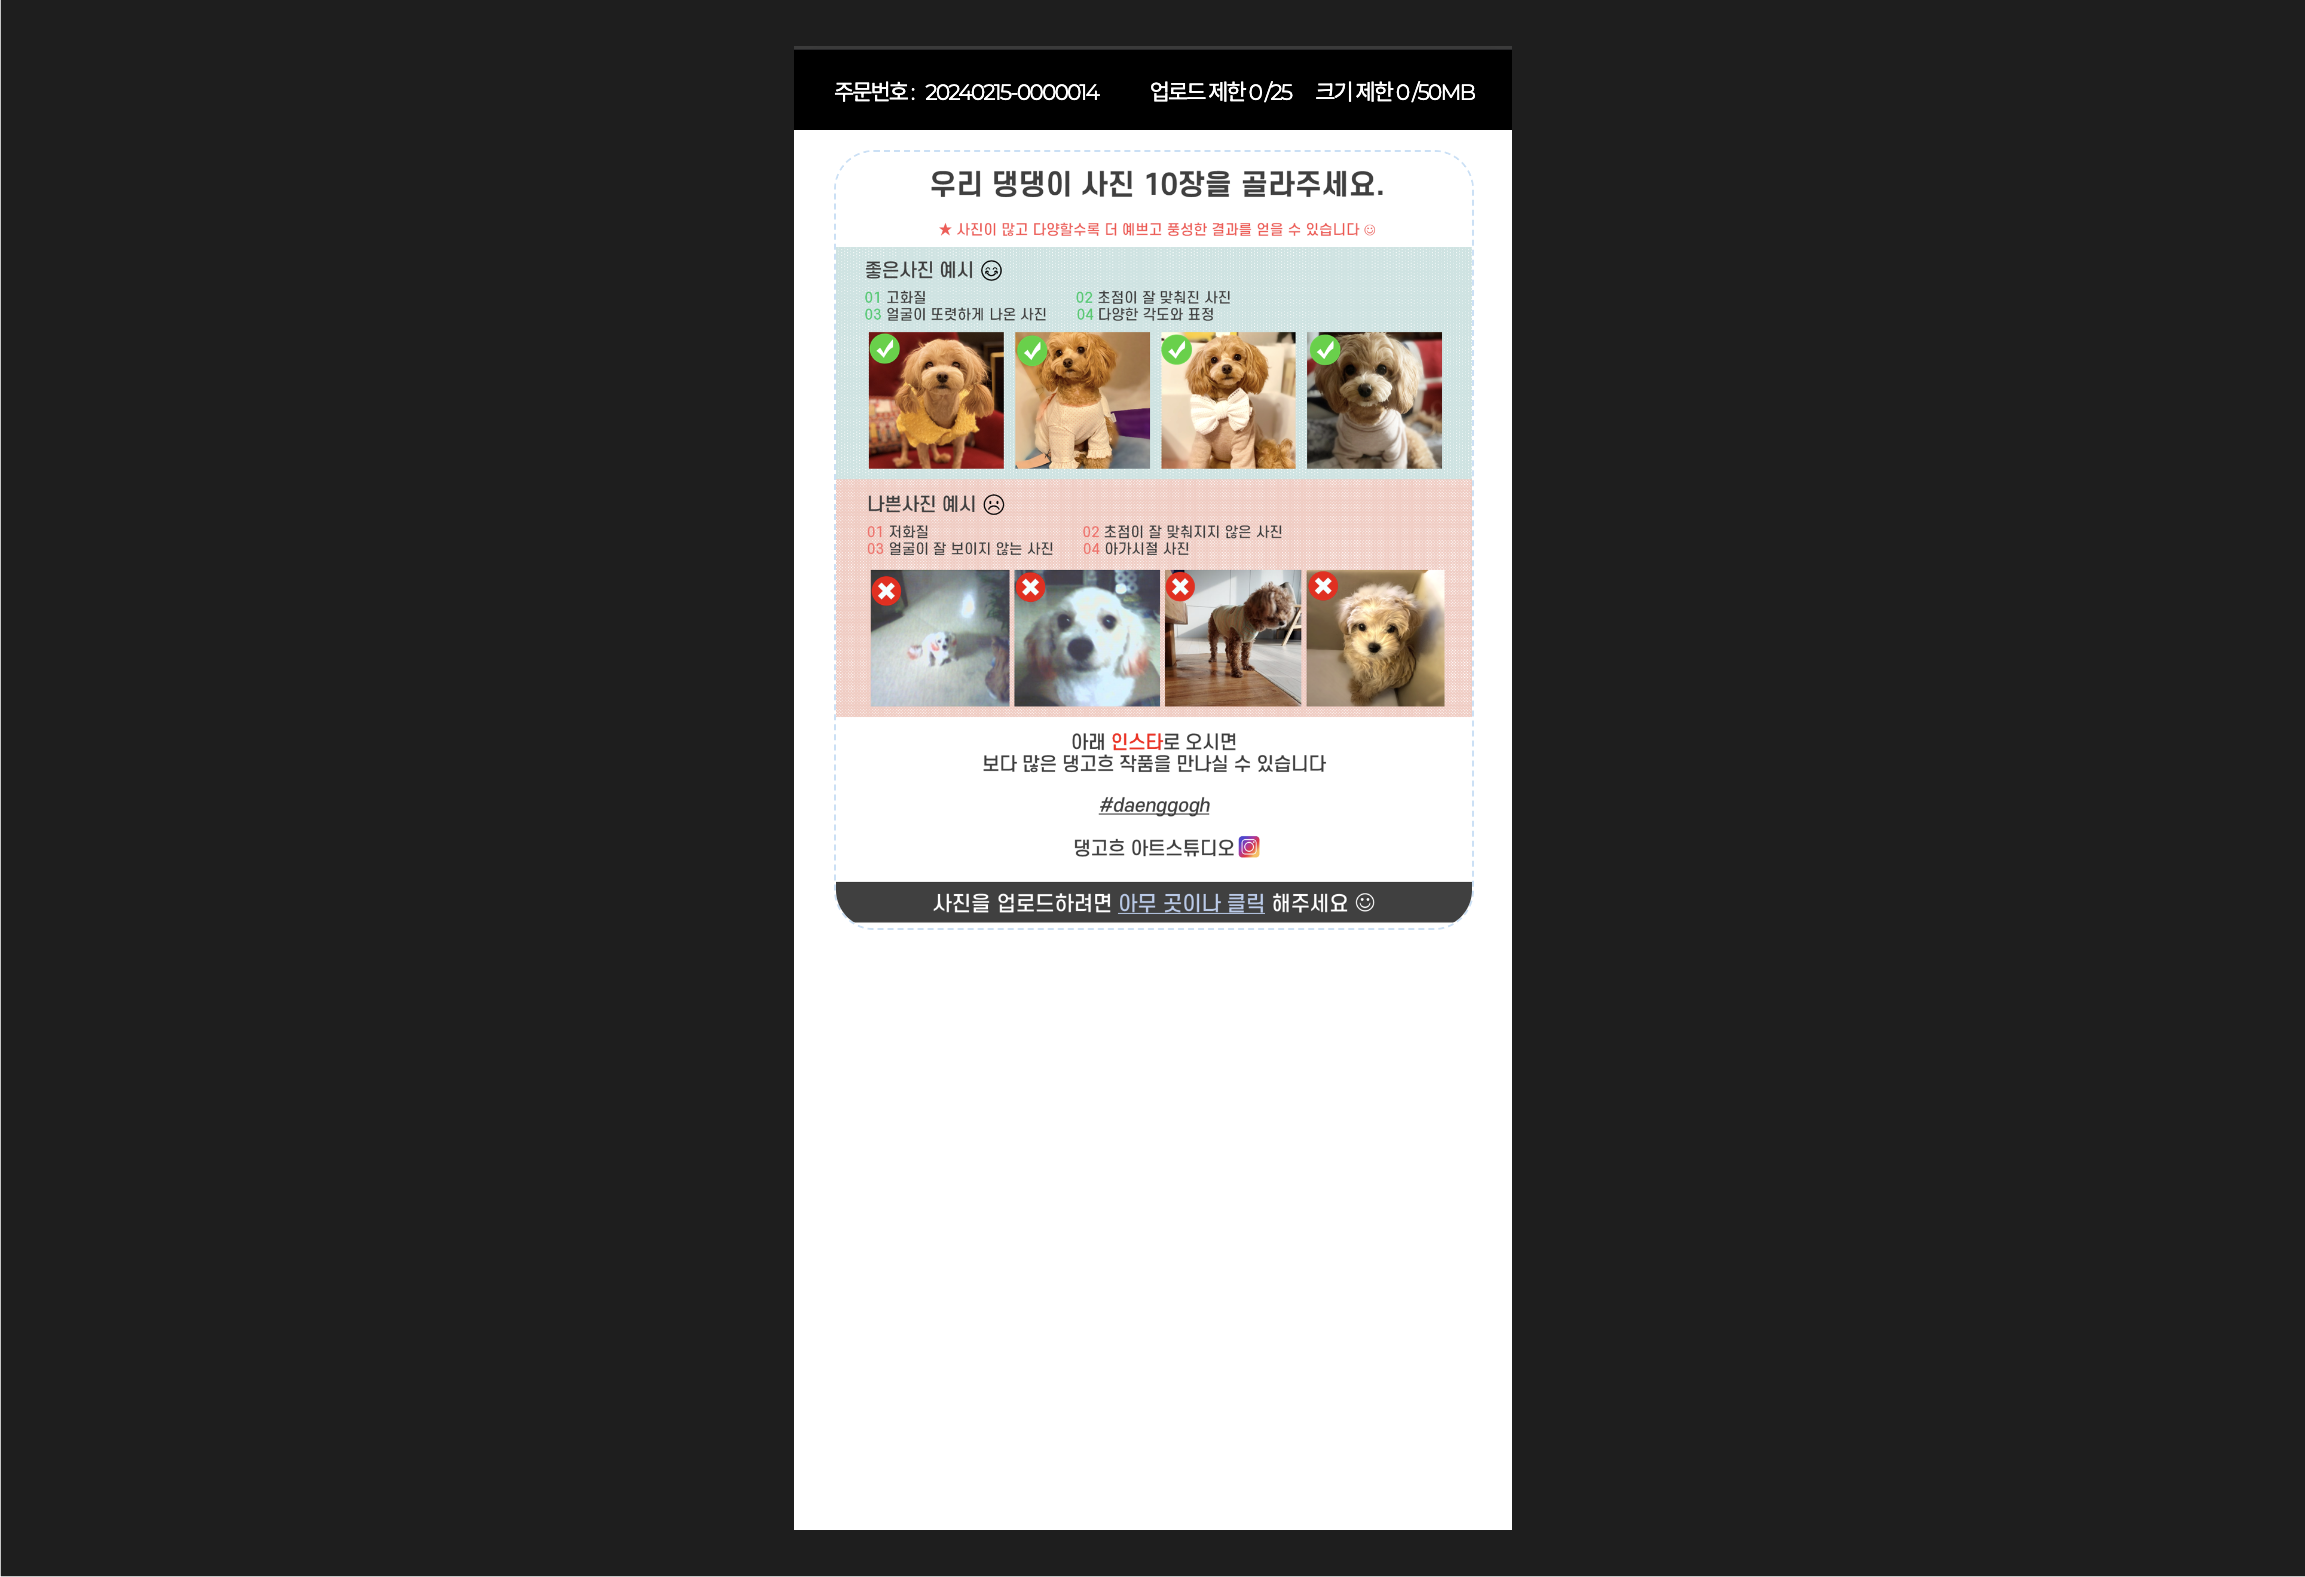 주문번호 : 20240215-0000014 업로드 제한 0 /25 크기 제한 0 /50MB
우리 댕댕이 사진 10장을 골라주세요.
★ 사진이 많고 다양할수록 더 예쁘고 풍성한 결과를 얻을 수 있습니다 ☺
좋은사진 예시
01 고화질 02 초점이 잘 맞춰진 사진
03 얼굴이 또렷하게 나온 사진 04 다양한 각도와 표정
나쁜사진 예시
01 저화질 02 초점이 잘 맞춰지지 않은 사진
03 얼굴이 잘 보이지 않는 사진 04 아가시절 사진
아래 인스타로 오시면
보다 많은 댕고흐 작품을 만나실 수 있습니다
#daenggogh
댕고흐 아트스튜디오
사진을 업로드하려면 아무 곳이나 클릭 해주세요 ☺